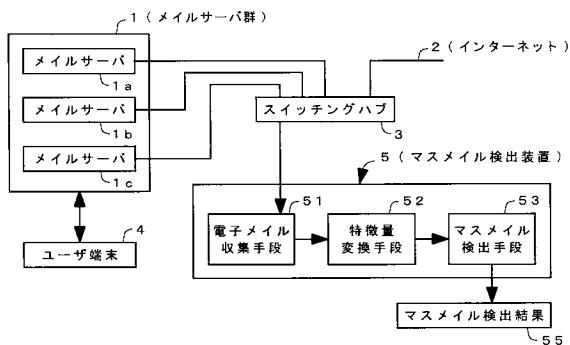 1(メイルサーバ群)
メイルサーバ
1a
メイルサーバ
1b
メイルサーバ
1c
2(インターネット)
スイッチングハブ
3
5(マスメイル検出装置)
4
ユーザ端末
51
電子メイル
収集手段
52
特徴量
変換手段
53
マスメイル
検出手段
マスメイル検出結果
55